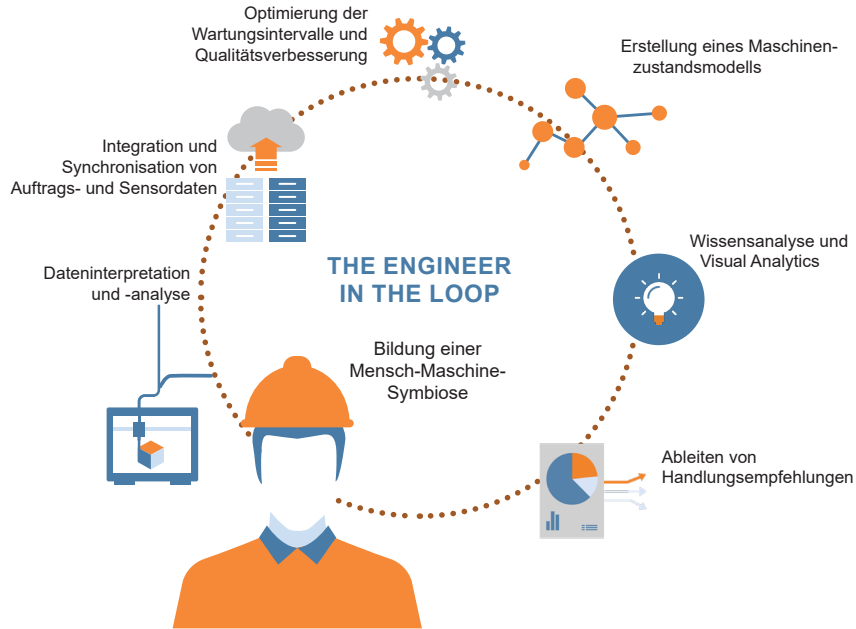 Optimierung der
Wartungsintervalle und
Qualitätsverbesserung
Erstellung eines Maschinen-
zustandsmodells
Integration und
Synchronisation von
Auftrags- und Sensordaten
Wissensanalyse und
Visual Analytics
Dateninterpretation
und -analyse
THE ENGINEER
IN THE LOOP
Bildung einer
Mensch-Maschine-
Symbiose
Ableiten von
Handlungsempfehlungen